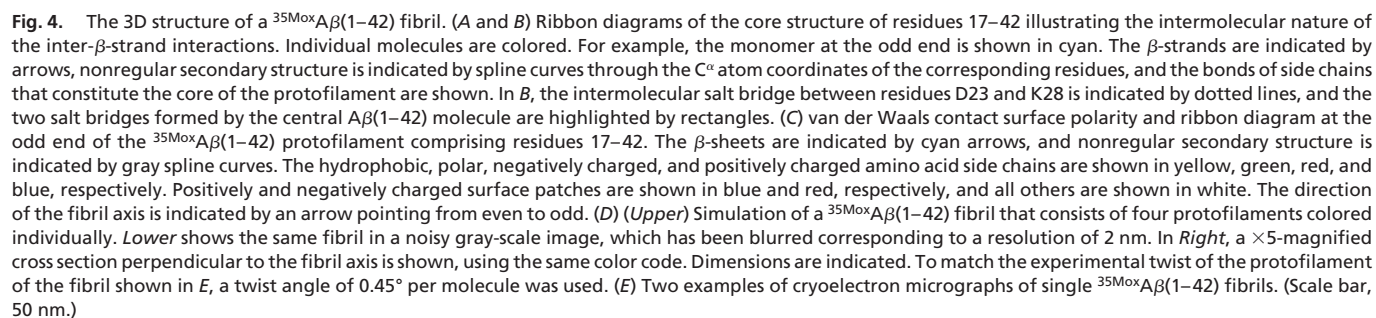 Fig. 4. The 3D structure of a ³⁵ᴹᵒˣAβ(1–42) fibril. (A and B) Ribbon diagrams of the core structure of residues 17–42 illustrating the intermolecular nature of
the inter-β-strand interactions. Individual molecules are colored. For example, the monomer at the odd end is shown in cyan. The β-strands are indicated by
arrows, nonregular secondary structure is indicated by spline curves through the Cᵅ atom coordinates of the corresponding residues, and the bonds of side chains
that constitute the core of the protofilament are shown. In B, the intermolecular salt bridge between residues D23 and K28 is indicated by dotted lines, and the
two salt bridges formed by the central Aβ(1–42) molecule are highlighted by rectangles. (C) van der Waals contact surface polarity and ribbon diagram at the
odd end of the ³⁵ᴹᵒˣAβ(1–42) protofilament comprising residues 17–42. The β-sheets are indicated by cyan arrows, and nonregular secondary structure is
indicated by gray spline curves. The hydrophobic, polar, negatively charged, and positively charged amino acid side chains are shown in yellow, green, red, and
blue, respectively. Positively and negatively charged surface patches are shown in blue and red, respectively, and all others are shown in white. The direction
of the fibril axis is indicated by an arrow pointing from even to odd. (D) (Upper) Simulation of a ³⁵ᴹᵒˣAβ(1–42) fibril that consists of four protofilaments colored
individually. Lower shows the same fibril in a noisy gray-scale image, which has been blurred corresponding to a resolution of 2 nm. In Right, a ×5-magnified
cross section perpendicular to the fibril axis is shown, using the same color code. Dimensions are indicated. To match the experimental twist of the protofilament
of the fibril shown in E, a twist angle of 0.45° per molecule was used. (E) Two examples of cryoelectron micrographs of single ³⁵ᴹᵒˣAβ(1–42) fibrils. (Scale bar,
50 nm.)